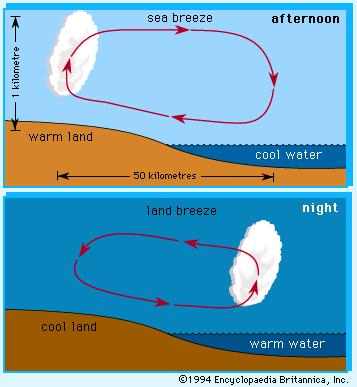 sea breeze
afternoon
1 kilometre
warm land
cool water
50 kilometres
night
land breeze
cool land
warm water
©1994 Encyclopaedia Britannica, Inc.